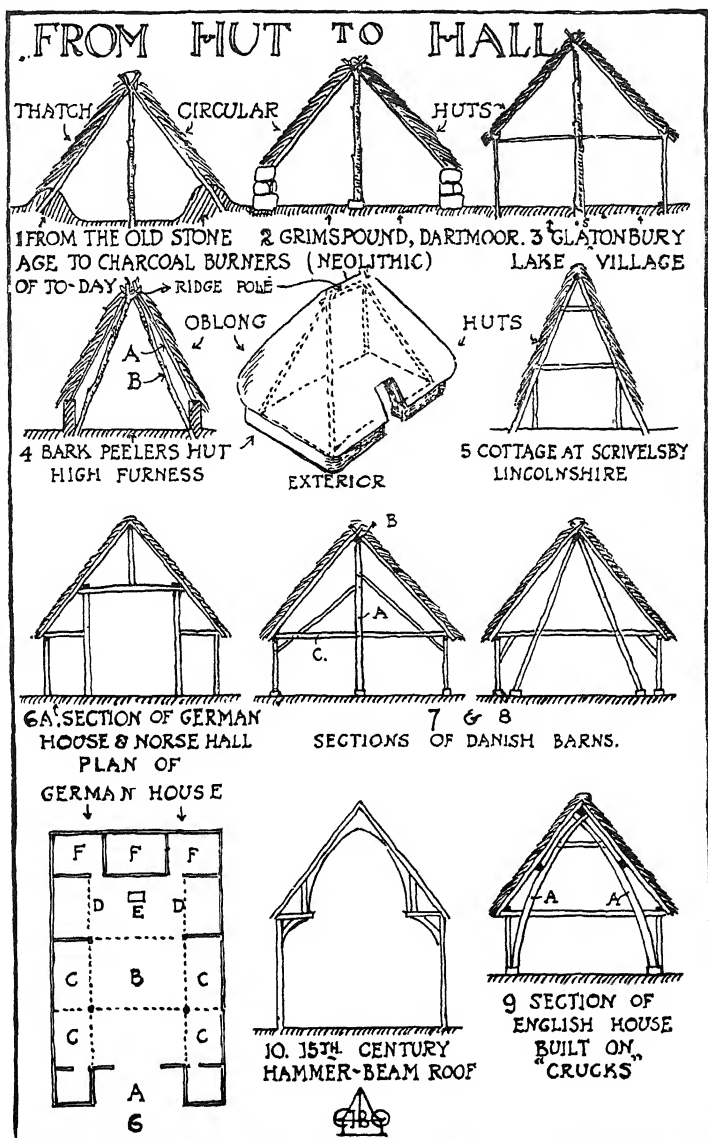 FROM HUT TO HALL
THATCH CIRCULAR HUTS
1 FROM THE OLD STONE
AGE TO CHARCOAL BURNERS
OF TO-DAY
2 GRIMSPOUND, DARTMOOR.
(NEOLITHIC)
3 GLASTONBURY
LAKE VILLAGE
RIDGE POLE
OBLONG HUTS
A
B
4 BARK PEELERS HUT
HIGH FURNESS
EXTERIOR
5 COTTAGE AT SCRIVELSBY
LINCOLNSHIRE
B
A
C.
6A. SECTION OF GERMAN
HOUSE & NORSE HALL
7 & 8
SECTIONS OF DANISH BARNS.
PLAN OF
GERMAN HOUSE
F F F
D E D
C B C
C C
A
6
10. 15TH CENTURY
HAMMER-BEAM ROOF
A A
9 SECTION OF
ENGLISH HOUSE
BUILT ON
"CRUCKS"